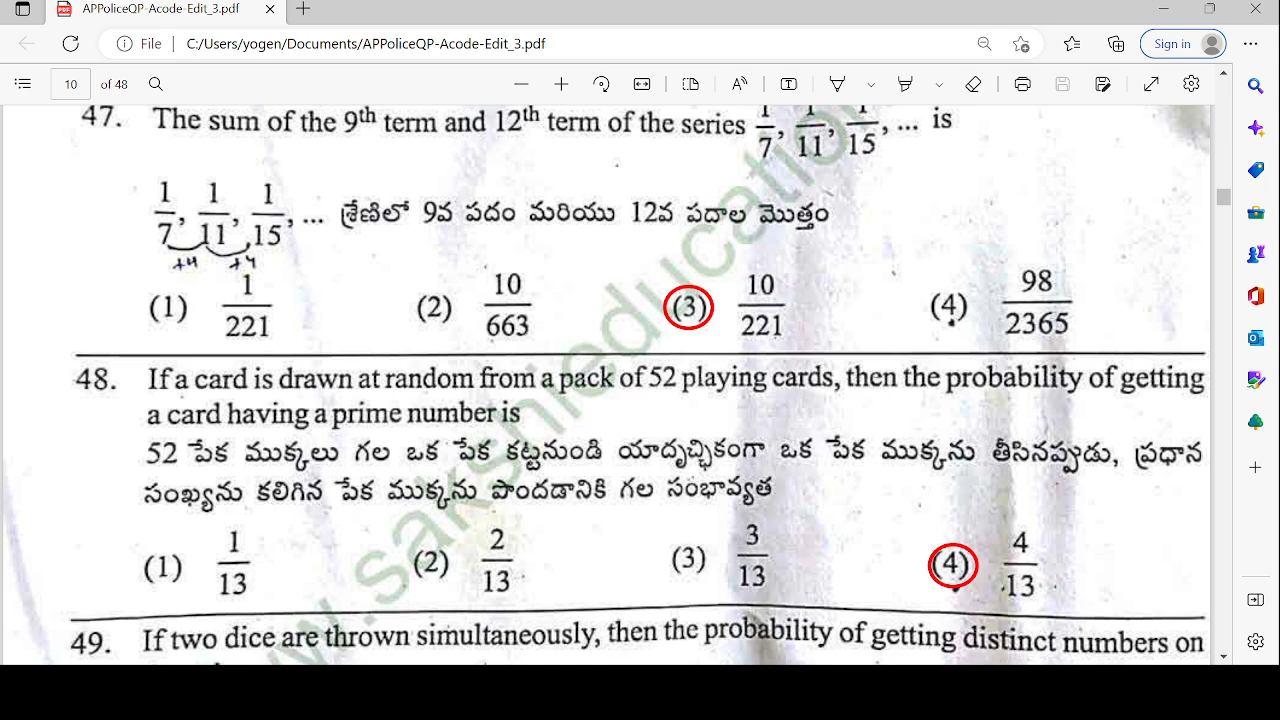 APPoliceQP-Acode-Edit_3.pdf
File | C:/Users/yogen/Documents/APPoliceQP-Acode-Edit_3.pdf
Sign in
10 of 48
47. The sum of the 9th term and 12th term of the series 1/7, 1/11, 1/15, ... is
1/7, 1/11, 1/15, ... శ్రేణిలో 9వ పదం మరియు 12వ పదాల మొత్తం
+4 +4
(1) 1/221 (2) 10/663 (3) 10/221 (4) 98/2365
48. If a card is drawn at random from a pack of 52 playing cards, then the probability of getting
a card having a prime number is
52 పేక ముక్కలు గల ఒక పేక కట్టనుండి యాదృచ్ఛికంగా ఒక పేక ముక్కను తీసినప్పుడు, ప్రధాన
సంఖ్యను కలిగిన పేక ముక్కను పొందడానికి గల సంభావ్యత
(1) 1/13 (2) 2/13 (3) 3/13 (4) 4/13
49. If two dice are thrown simultaneously, then the probability of getting distinct numbers on
www.sakshieducation